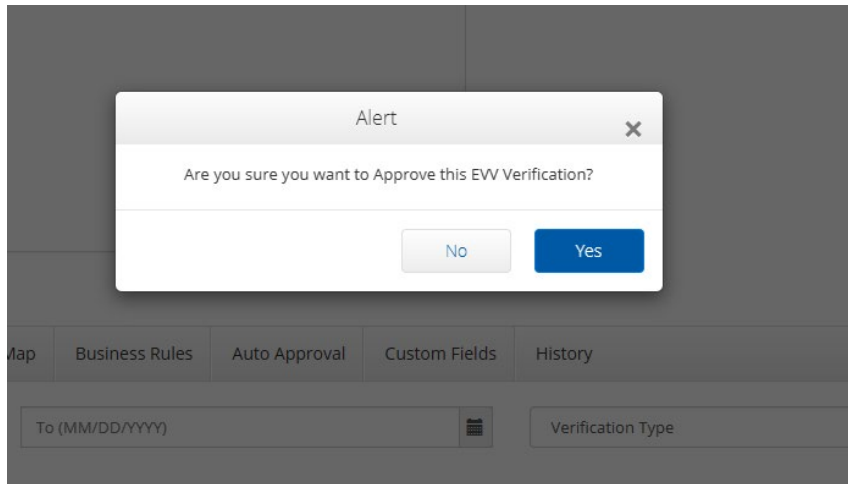 Alert
Are you sure you want to Approve this EVV Verification?
No
Yes
Map
Business Rules
Auto Approval
Custom Fields
History
To (MM/DD/YYYY)
Verification Type